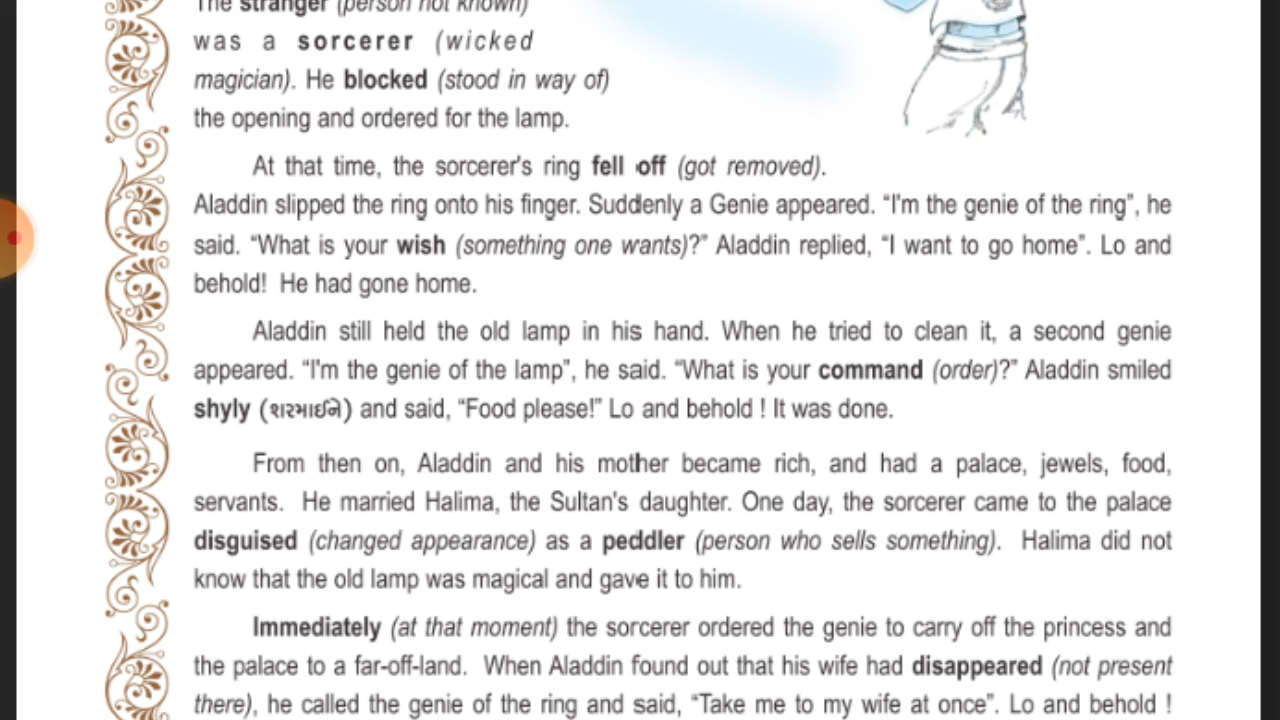 The stranger (person not known)
was a sorcerer (wicked
magician). He blocked (stood in way of)
the opening and ordered for the lamp.
At that time, the sorcerer's ring fell off (got removed).
Aladdin slipped the ring onto his finger. Suddenly a Genie appeared. “I'm the genie of the ring”, he
said. “What is your wish (something one wants)?” Aladdin replied, “I want to go home”. Lo and
behold! He had gone home.
Aladdin still held the old lamp in his hand. When he tried to clean it, a second genie
appeared. “I'm the genie of the lamp”, he said. “What is your command (order)?” Aladdin smiled
shyly (શરમાઈને) and said, “Food please!” Lo and behold ! It was done.
From then on, Aladdin and his mother became rich, and had a palace, jewels, food,
servants. He married Halima, the Sultan's daughter. One day, the sorcerer came to the palace
disguised (changed appearance) as a peddler (person who sells something). Halima did not
know that the old lamp was magical and gave it to him.
Immediately (at that moment) the sorcerer ordered the genie to carry off the princess and
the palace to a far-off-land. When Aladdin found out that his wife had disappeared (not present
there), he called the genie of the ring and said, “Take me to my wife at once”. Lo and behold !